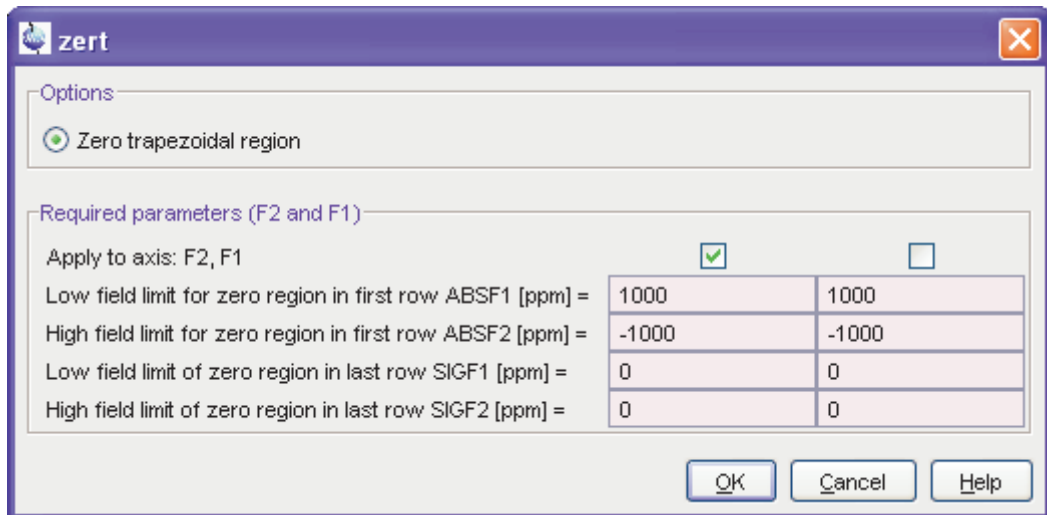 zert
Options
Zero trapezoidal region
Required parameters (F2 and F1)
Apply to axis: F2, F1
Low field limit for zero region in first row ABSF1 [ppm] = 1000 1000
High field limit for zero region in first row ABSF2 [ppm] = -1000 -1000
Low field limit of zero region in last row SIGF1 [ppm] = 0 0
High field limit of zero region in last row SIGF2 [ppm] = 0 0
OK Cancel Help